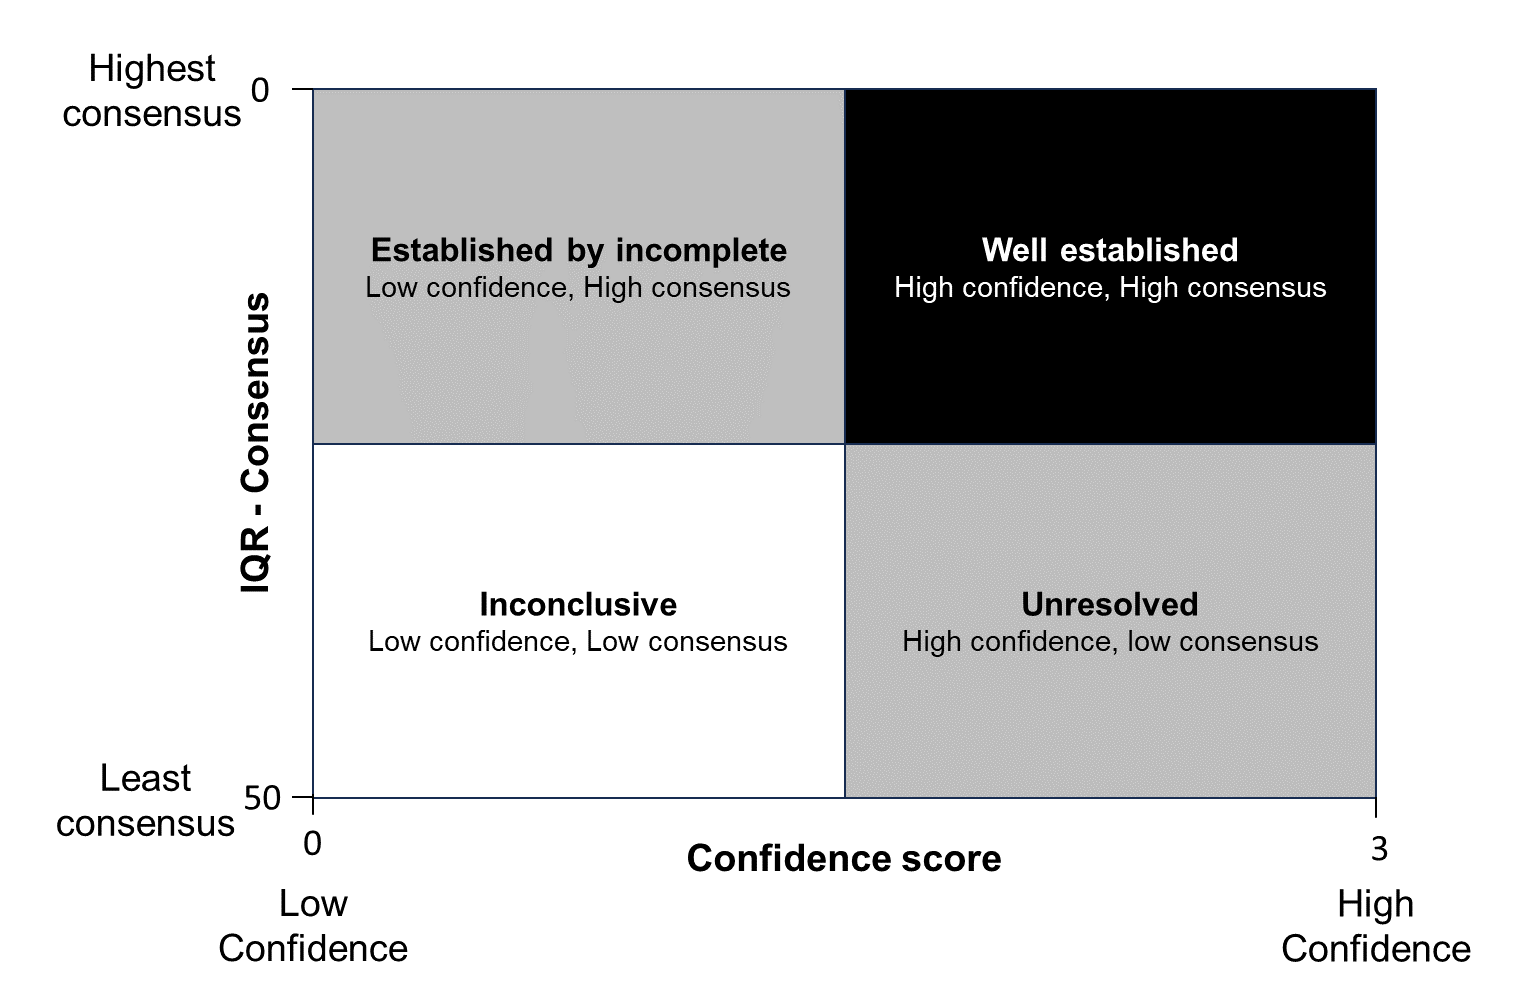 Highest
consensus
0
Established by incomplete
Low confidence, High consensus
Well established
High confidence, High consensus
IQR - Consensus
Inconclusive
Low confidence, Low consensus
Unresolved
High confidence, low consensus
Least
consensus
50
0
Confidence score
3
Low
Confidence
High
Confidence